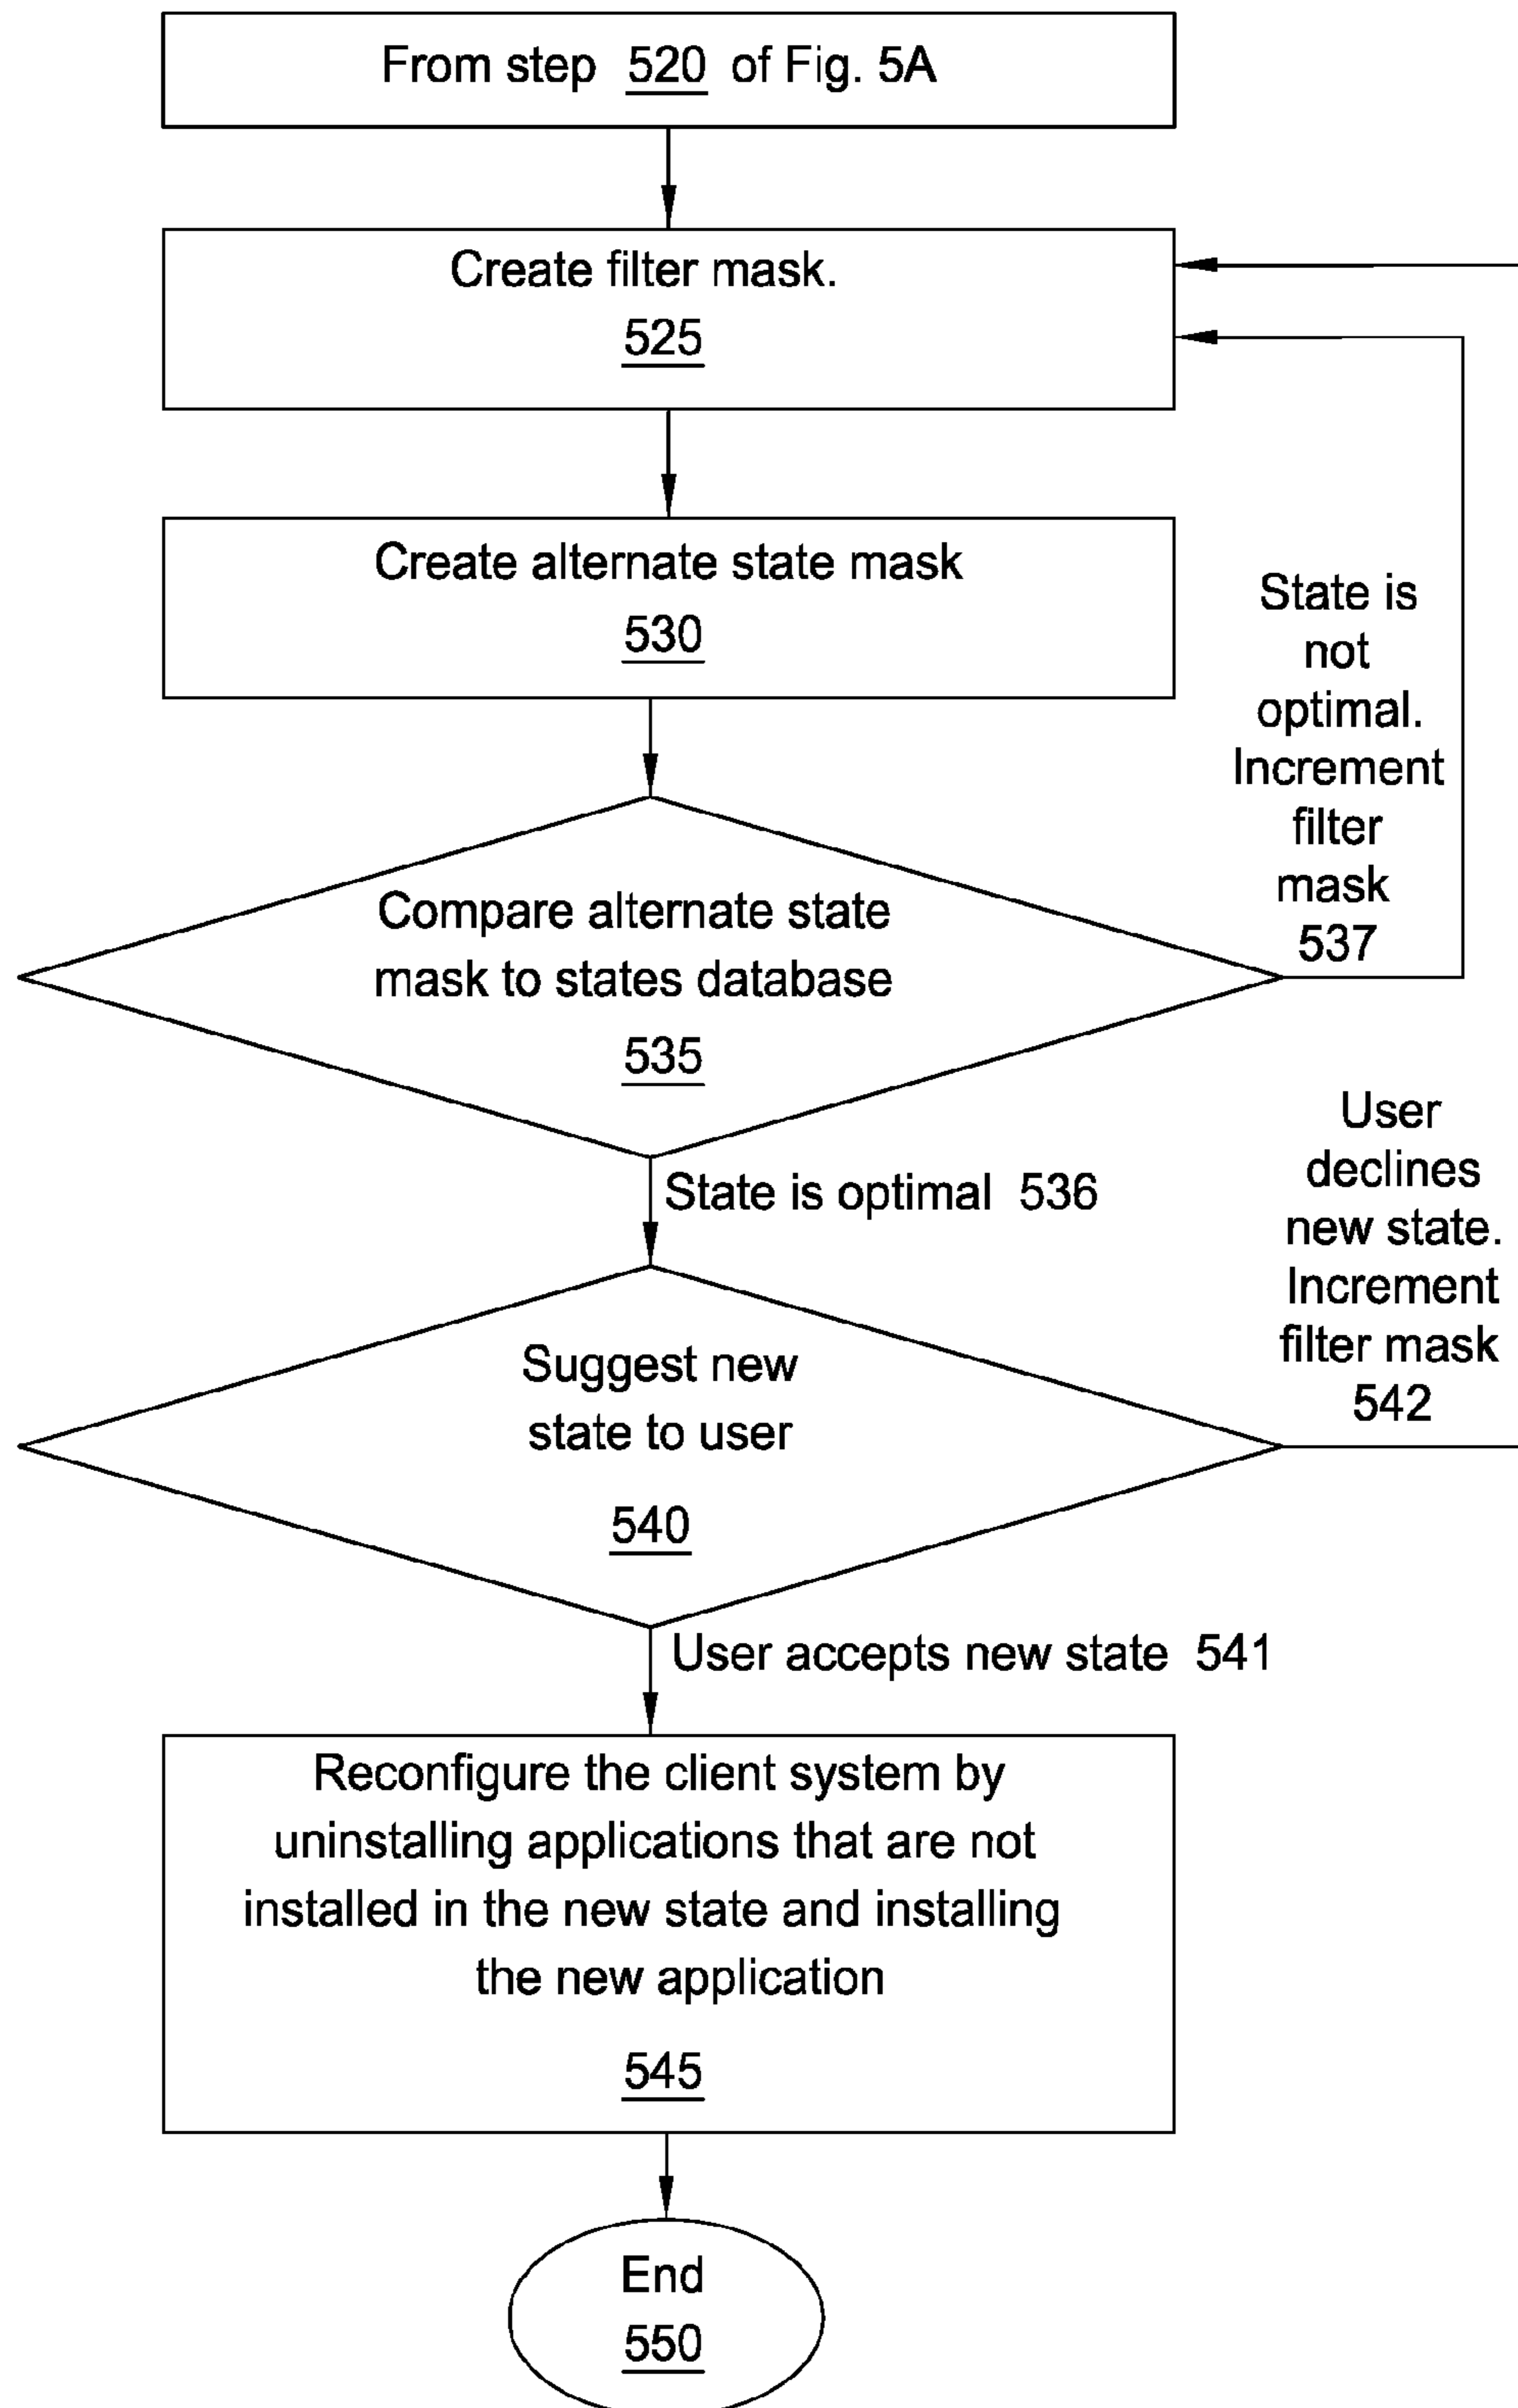 From step 520 of Fig. 5A
Create filter mask.
525
Create alternate state mask
530
State is
not
optimal.
Increment
filter
mask
537
Compare alternate state
mask to states database
535
State is optimal 536
User
declines
new state.
Increment
filter mask
542
Suggest new
state to user
540
User accepts new state 541
Reconfigure the client system by
uninstalling applications that are not
installed in the new state and installing
the new application
545
End
550